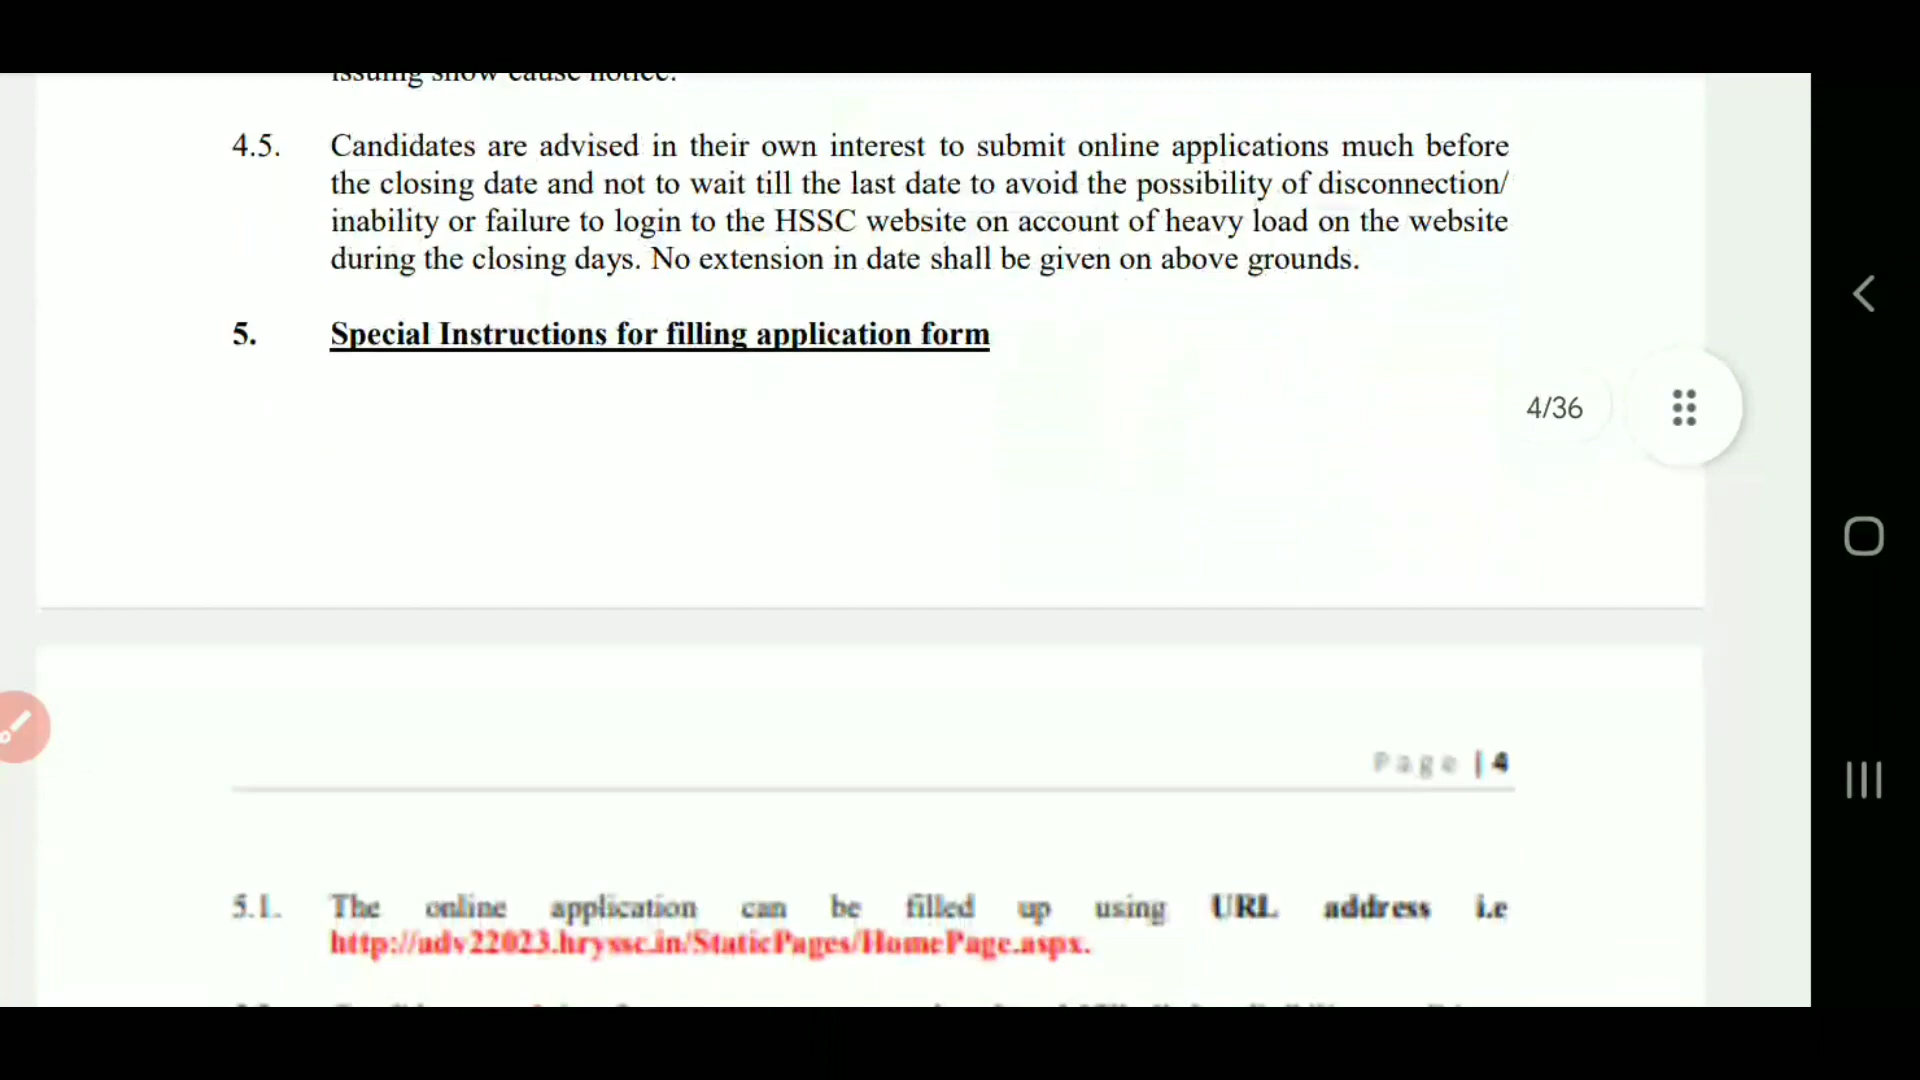 issuing show cause notice.
4.5. Candidates are advised in their own interest to submit online applications much before
the closing date and not to wait till the last date to avoid the possibility of disconnection/
inability or failure to login to the HSSC website on account of heavy load on the website
during the closing days. No extension in date shall be given on above grounds.
5. Special Instructions for filling application form
4/36
Page | 4
5.1. The online application can be filled up using URL address i.e
http://adv22023.hryssc.in/StaticPages/HomePage.aspx.